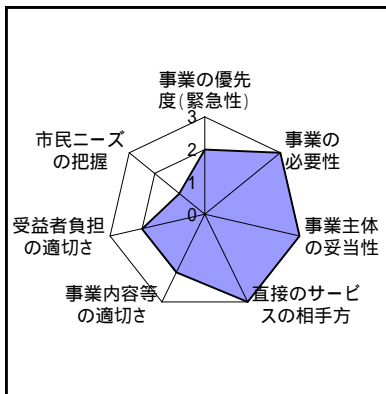 事業の優先
度(緊急性)
3
2
1
0
事業の
必要性
事業主体
の妥当性
直接のサービ
スの相手方
事業内容等
の適切さ
受益者負担
の適切さ
市民ニーズ
の把握